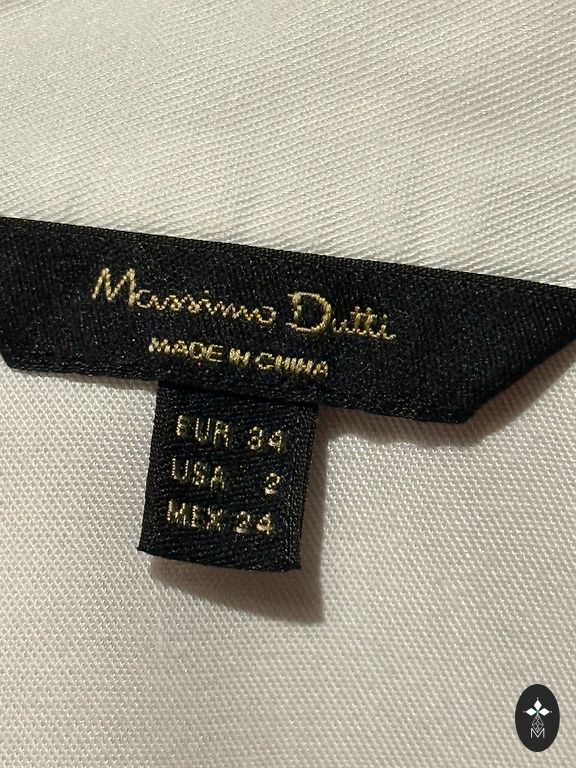 Massimo Dutti
MADE IN CHINA
EUR 34
USA 2
MEX 24
M